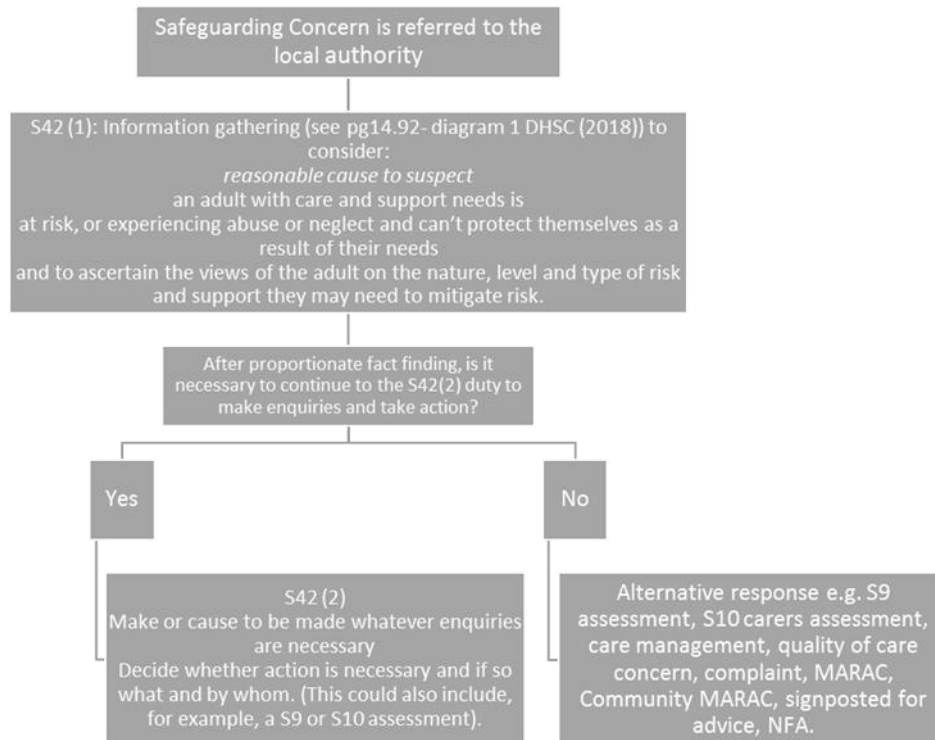 Safeguarding Concern is referred to the
local authority
S42 (1): Information gathering (see pg14.92- diagram 1 DHSC (2018)) to
consider:
reasonable cause to suspect
an adult with care and support needs is
at risk, or experiencing abuse or neglect and can’t protect themselves as a
result of their needs
and to ascertain the views of the adult on the nature, level and type of risk
and support they may need to mitigate risk.
After proportionate fact finding, is it
necessary to continue to the S42(2) duty to
make enquiries and take action?
Yes
No
S42 (2)
Make or cause to be made whatever enquiries
are necessary
Decide whether action is necessary and if so
what and by whom. (This could also include,
for example, a S9 or S10 assessment).
Alternative response e.g. S9
assessment, S10 carers assessment,
care management, quality of care
concern, complaint, MARAC,
Community MARAC, signposted for
advice, NFA.